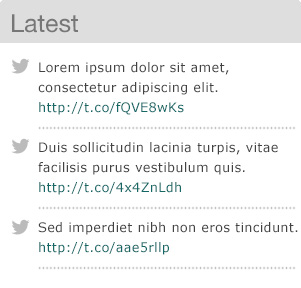 Latest
Lorem ipsum dolor sit amet,
consectetur adipiscing elit.
http://t.co/fQVE8wKs
Duis sollicitudin lacinia turpis, vitae
facilisis purus vestibulum quis.
http://t.co/4x4ZnLdh
Sed imperdiet nibh non eros tincidunt.
http://t.co/aae5rllp